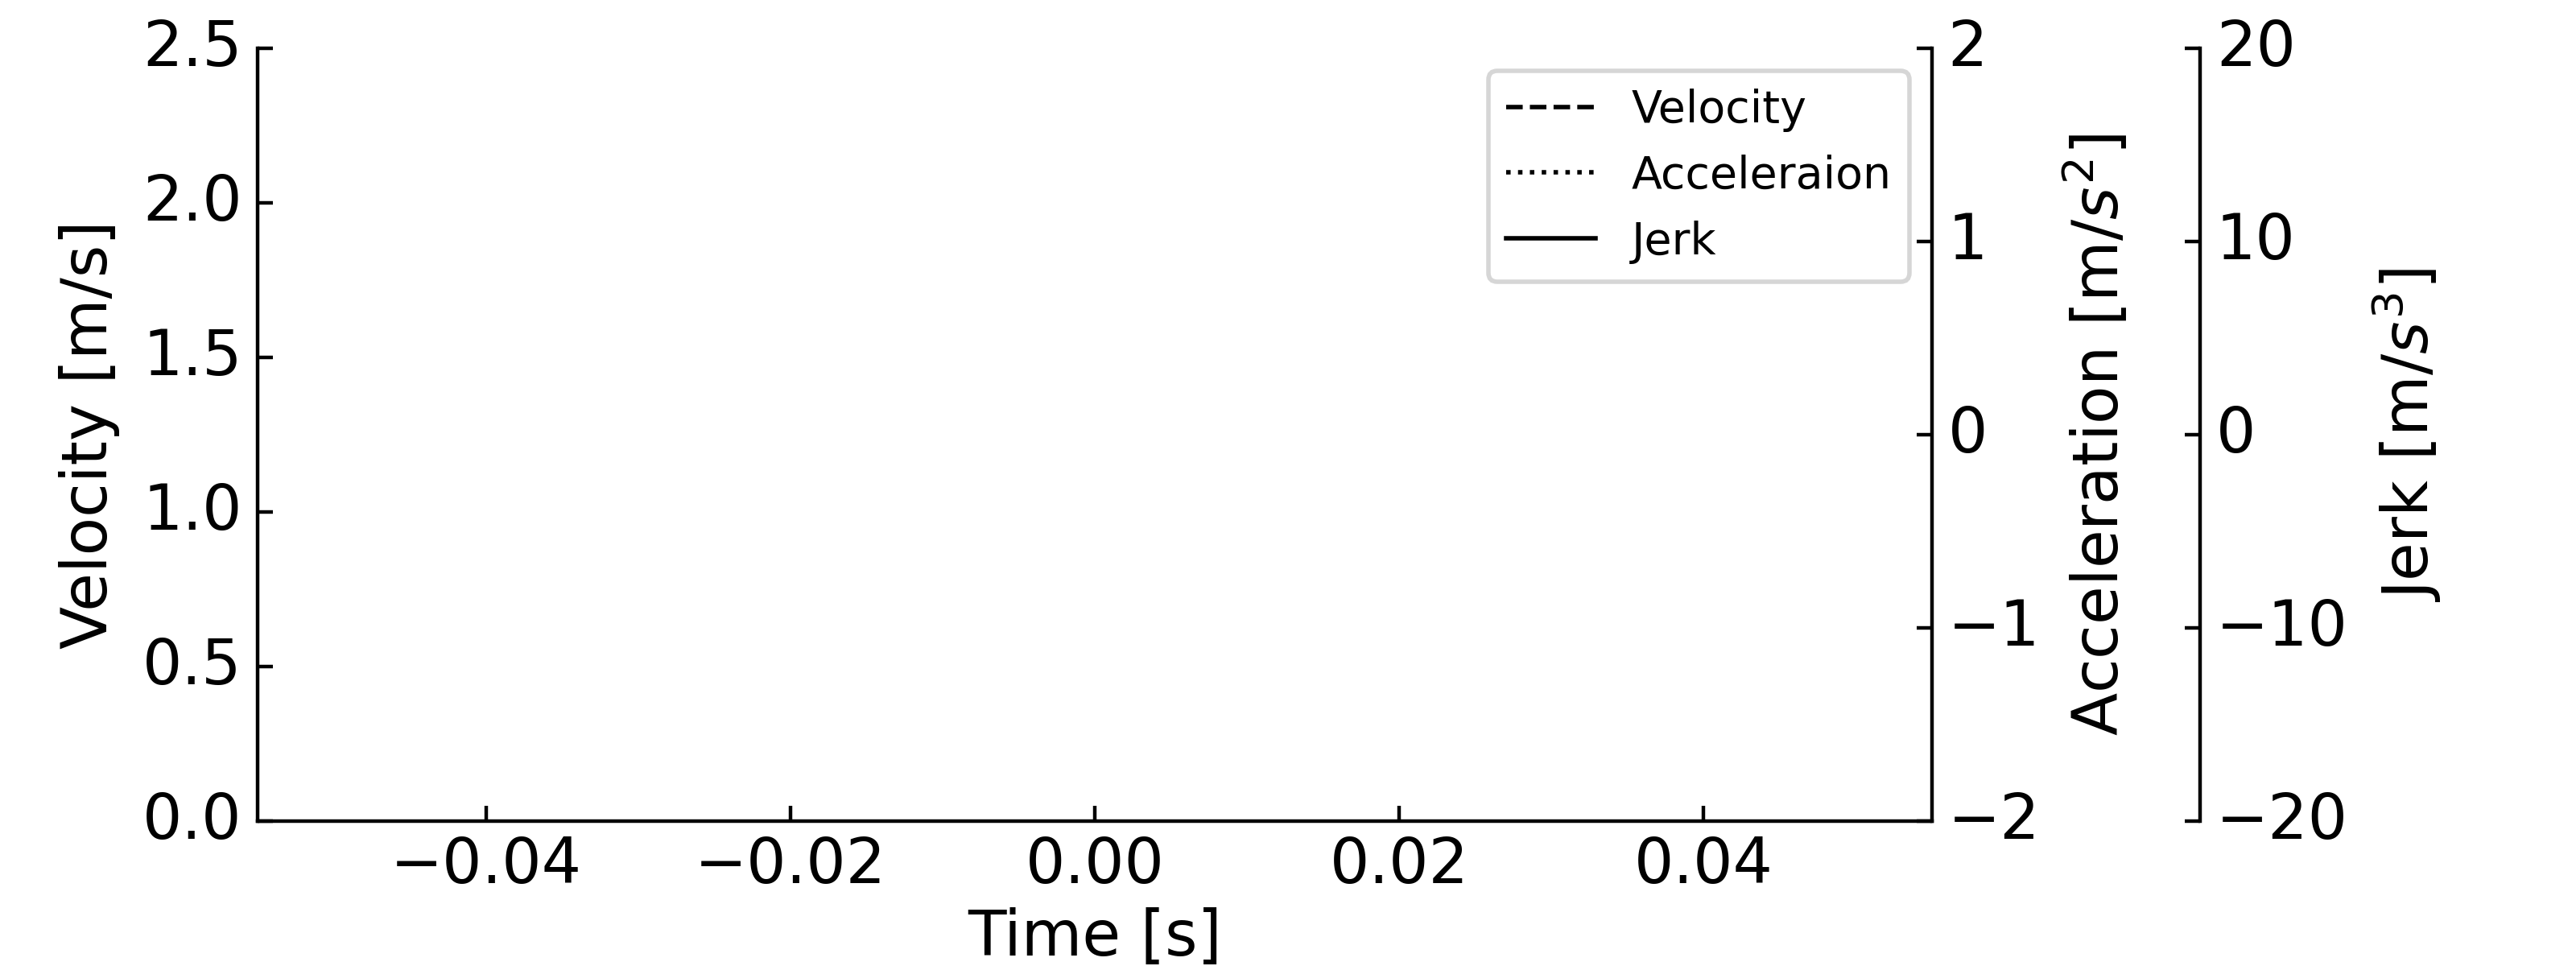 Velocity [m/s]
2.5
2.0
1.5
1.0
0.5
0.0
−0.04 −0.02 0.00 0.02 0.04
Time [s]
Velocity
Acceleraion
Jerk
2
1
0
−1
−2
Acceleration [m/s²]
20
10
0
−10
−20
Jerk [m/s³]